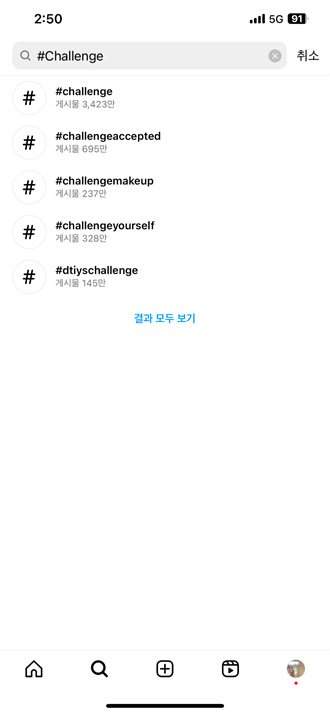 2:50
5G
91
#Challenge
취소
#
#challenge
게시물 3,423만
#
#challengeaccepted
게시물 695만
#
#challengemakeup
게시물 237만
#
#challengeyourself
게시물 328만
#
#dtiyschallenge
게시물 145만
결과 모두 보기